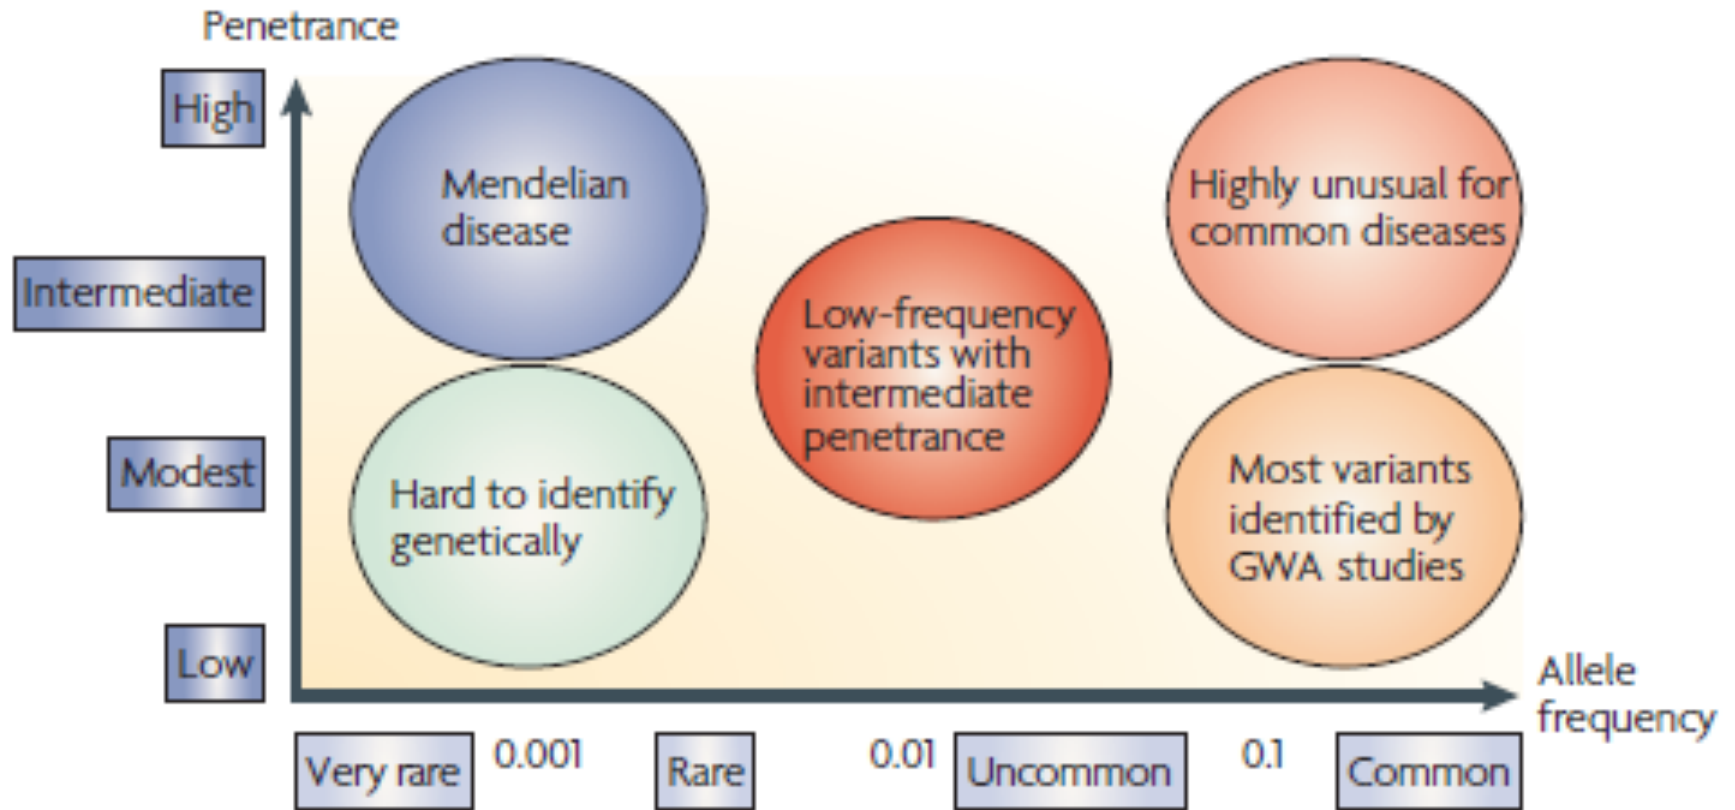 Penetrance
High
Intermediate
Modest
Low
Mendelian
disease
Highly unusual for
common diseases
Low-frequency
variants with
intermediate
penetrance
Hard to identify
genetically
Most variants
identified by
GWA studies
Allele
frequency
Very rare
0.001
Rare
0.01
Uncommon
0.1
Common